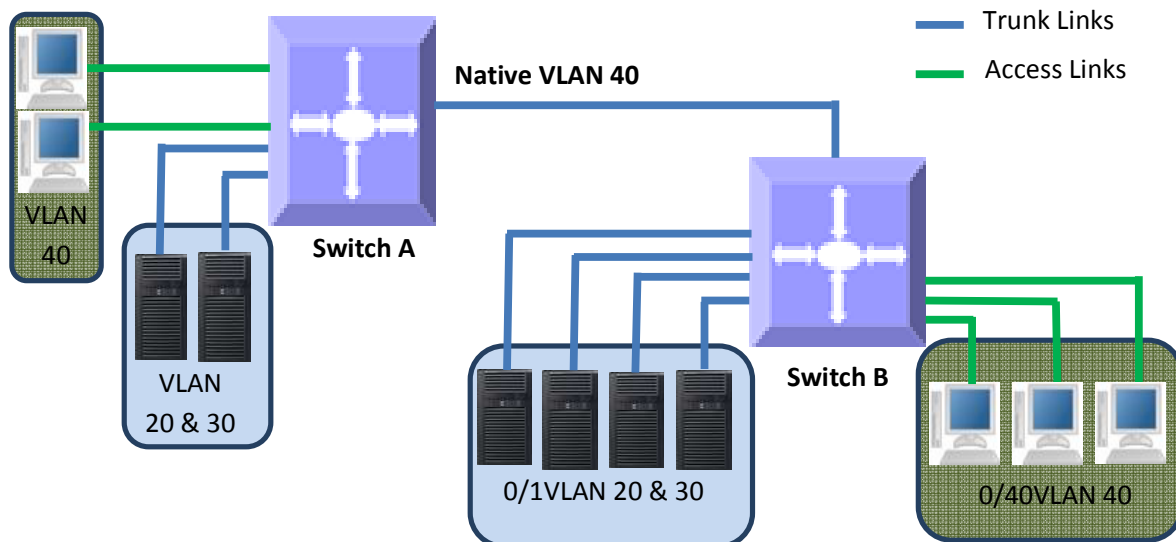 Trunk Links
Access Links
Native VLAN 40
VLAN
40
Switch A
VLAN
20 & 30
Switch B
0/1VLAN 20 & 30
0/40VLAN 40